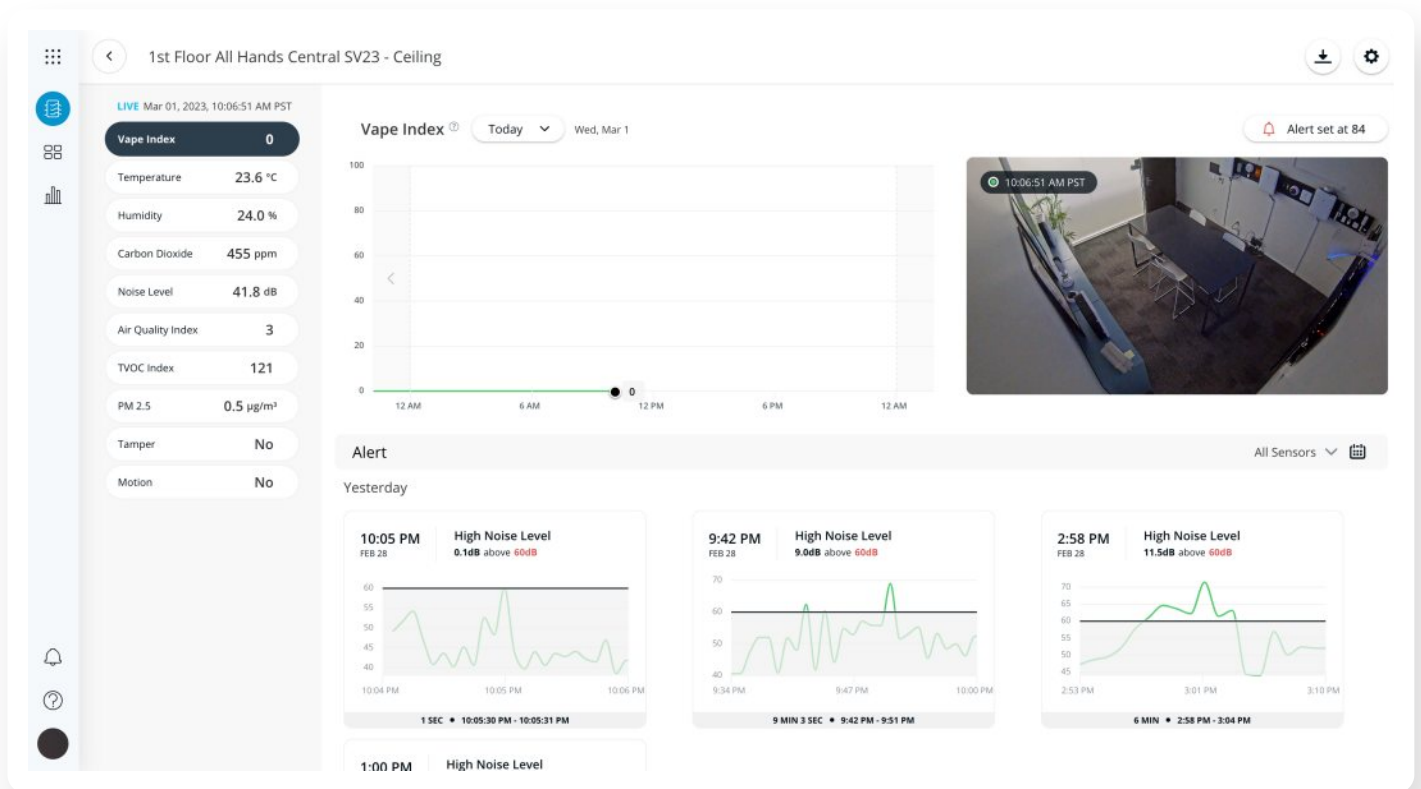 1st Floor All Hands Central SV23 - Ceiling
LIVE Mar 01, 2023, 10:06:51 AM PST
Vape Index 0
Temperature 23.6 °C
Humidity 24.0 %
Carbon Dioxide 455 ppm
Noise Level 41.8 dB
Air Quality Index 3
TVOC Index 121
PM 2.5 0.5 µg/m³
Tamper No
Motion No
Vape Index ? Today Wed, Mar 1
Alert set at 84
100
80
60
40
20
0
0
12 AM 6 AM 12 PM 6 PM 12 AM
10:06:51 AM PST
Alert
All Sensors
Yesterday
10:05 PM High Noise Level
FEB 28 0.1dB above 60dB
60
55
50
45
40
10:04 PM 10:05 PM 10:06 PM
1 SEC • 10:05:30 PM - 10:05:31 PM
9:42 PM High Noise Level
FEB 28 9.0dB above 60dB
70
60
50
40
9:34 PM 9:47 PM 10:00 PM
9 MIN 3 SEC • 9:42 PM - 9:51 PM
2:58 PM High Noise Level
FEB 28 11.5dB above 60dB
70
65
60
55
50
45
2:53 PM 3:01 PM 3:10 PM
6 MIN • 2:58 PM - 3:04 PM
1:00 PM High Noise Level